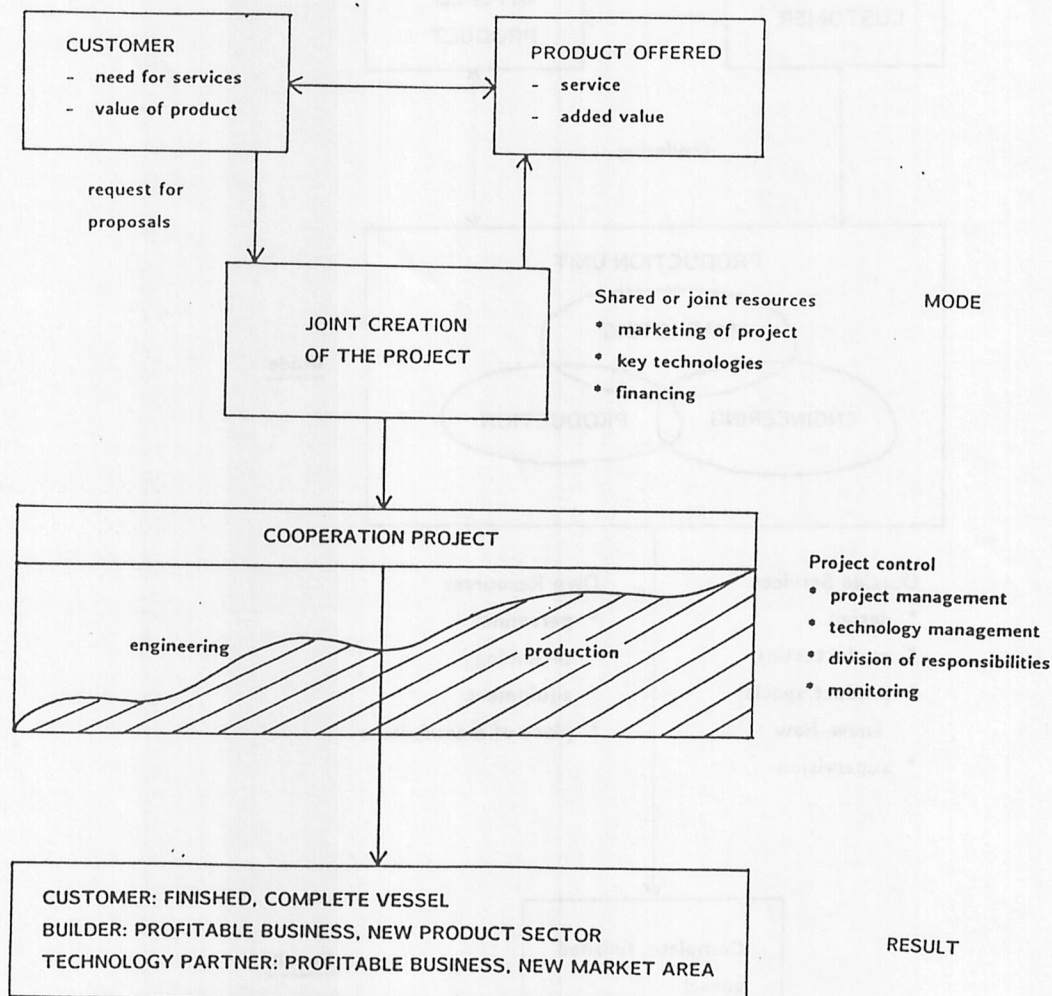 CUSTOMER
- need for services
- value of product
PRODUCT OFFERED
- service
- added value
request for
proposals
JOINT CREATION
OF THE PROJECT
Shared or joint resources
* marketing of project
* key technologies
* financing
MODE
COOPERATION PROJECT
engineering
production
Project control
* project management
* technology management
* division of responsibilities
* monitoring
CUSTOMER: FINISHED, COMPLETE VESSEL
BUILDER: PROFITABLE BUSINESS, NEW PRODUCT SECTOR
TECHNOLOGY PARTNER: PROFITABLE BUSINESS, NEW MARKET AREA
RESULT